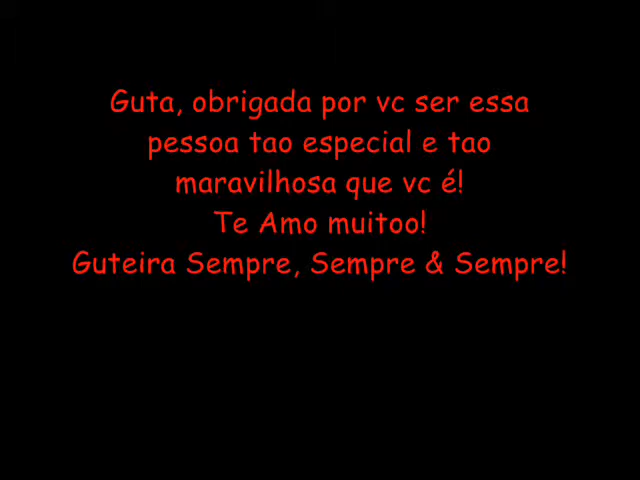 Guta, obrigada por vc ser essa
pessoa tao especial e tao
maravilhosa que vc é!
Te Amo muitoo!
Guteira Sempre, Sempre & Sempre!